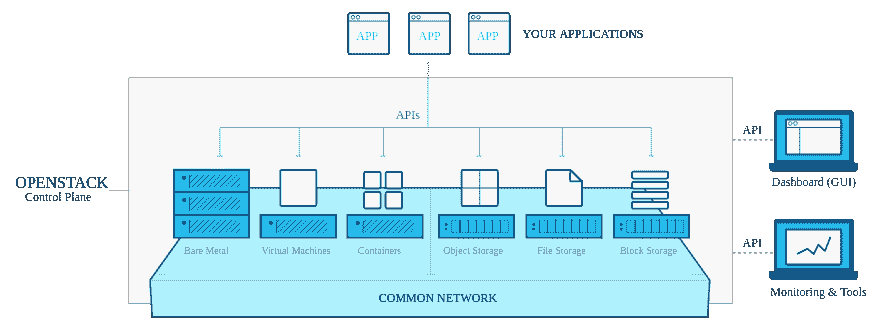 APP APP APP YOUR APPLICATIONS
APIs
API
OPENSTACK
Control Plane
Dashboard (GUI)
Bare Metal Virtual Machines Containers Object Storage File Storage Block Storage
API
COMMON NETWORK
Monitoring & Tools